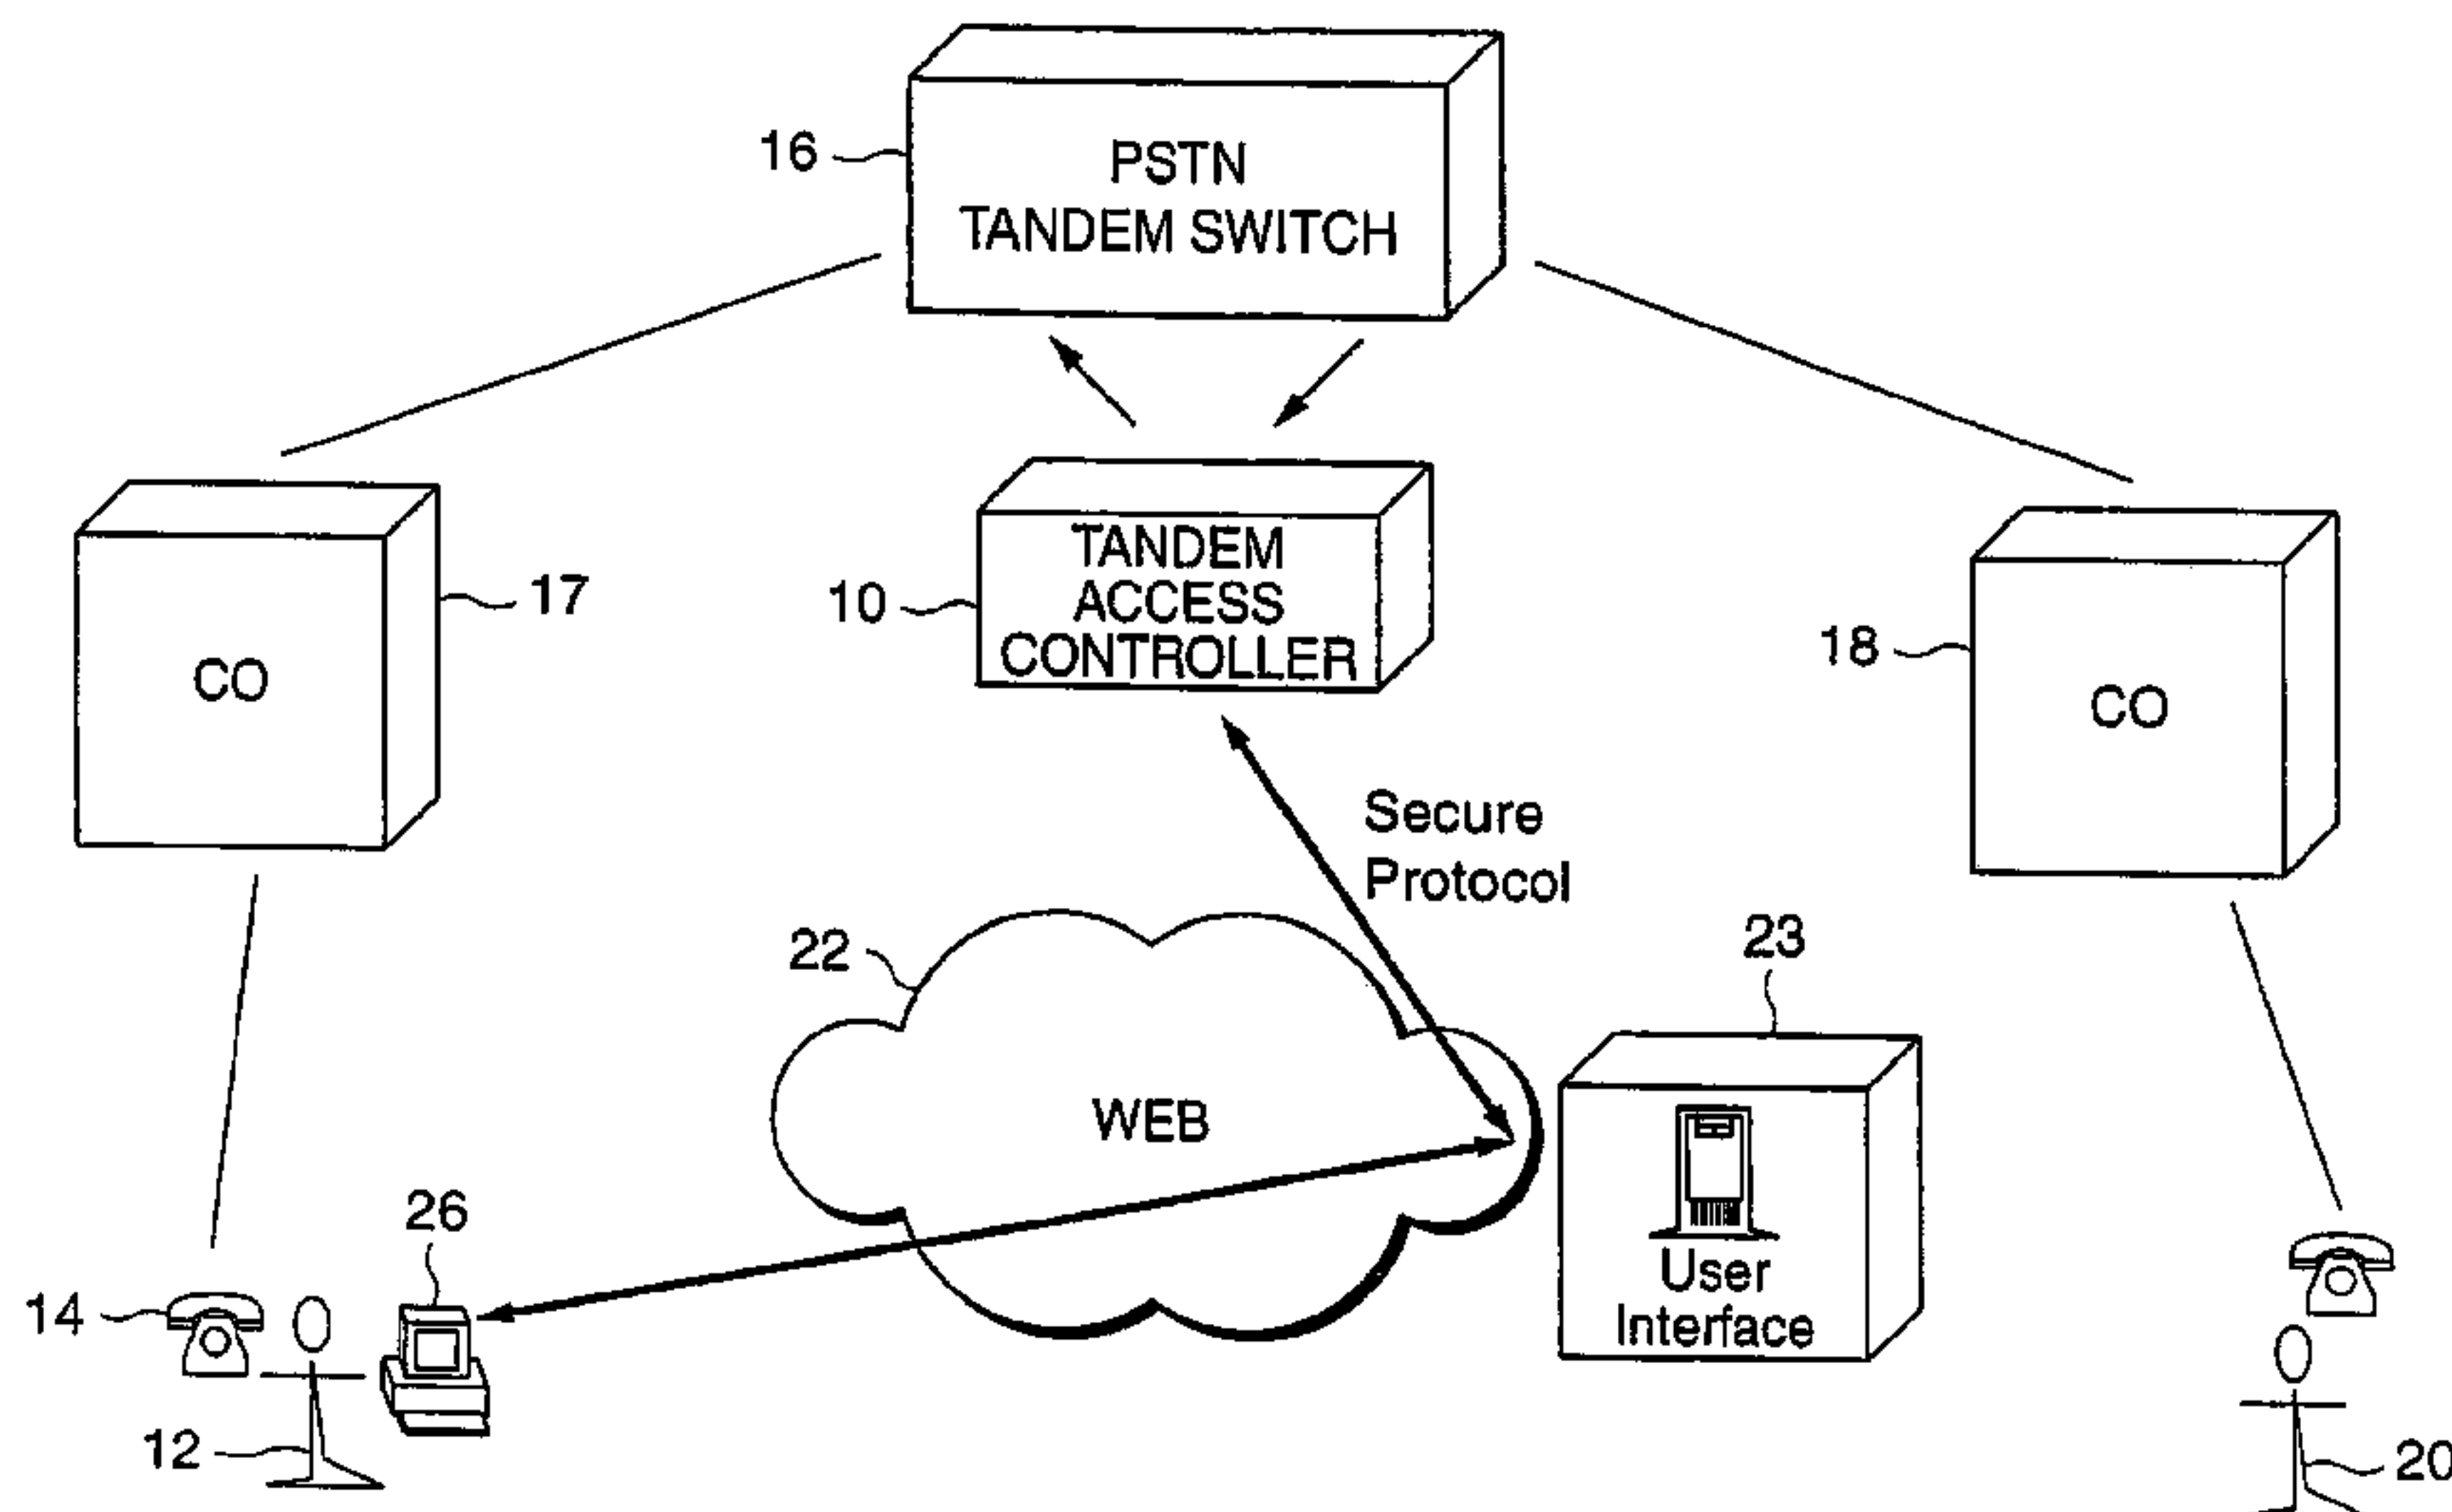 16
PSTN
TANDEM SWITCH
17
CO
10
TANDEM
ACCESS
CONTROLLER
18
CO
Secure
Protocol
22
WEB
23
User
Interface
26
14
12
20